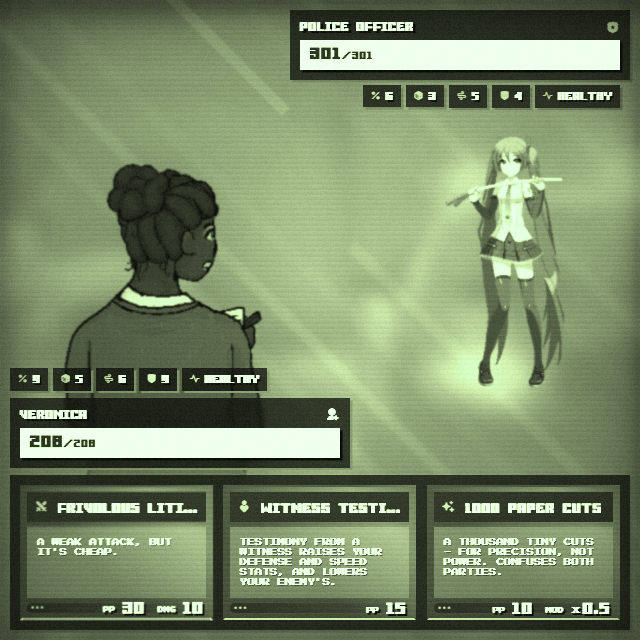 POLICE OFFICER
301/301
6 3 5 4 HEALTHY
9 5 6 9 HEALTHY
VERONICA
208/208
FRIVOLOUS LITI...
A WEAK ATTACK, BUT
IT'S CHEAP.
... PP 30 DMG 10
WITNESS TESTI...
TESTIMONY FROM A
WITNESS RAISES YOUR
DEFENSE AND SPEED
STATS, AND LOWERS
YOUR ENEMY'S.
... PP 15
1000 PAPER CUTS
A THOUSAND TINY CUTS
- FOR PRECISION, NOT
POWER. CONFUSES BOTH
PARTIES.
... PP 10 MOD X0.5